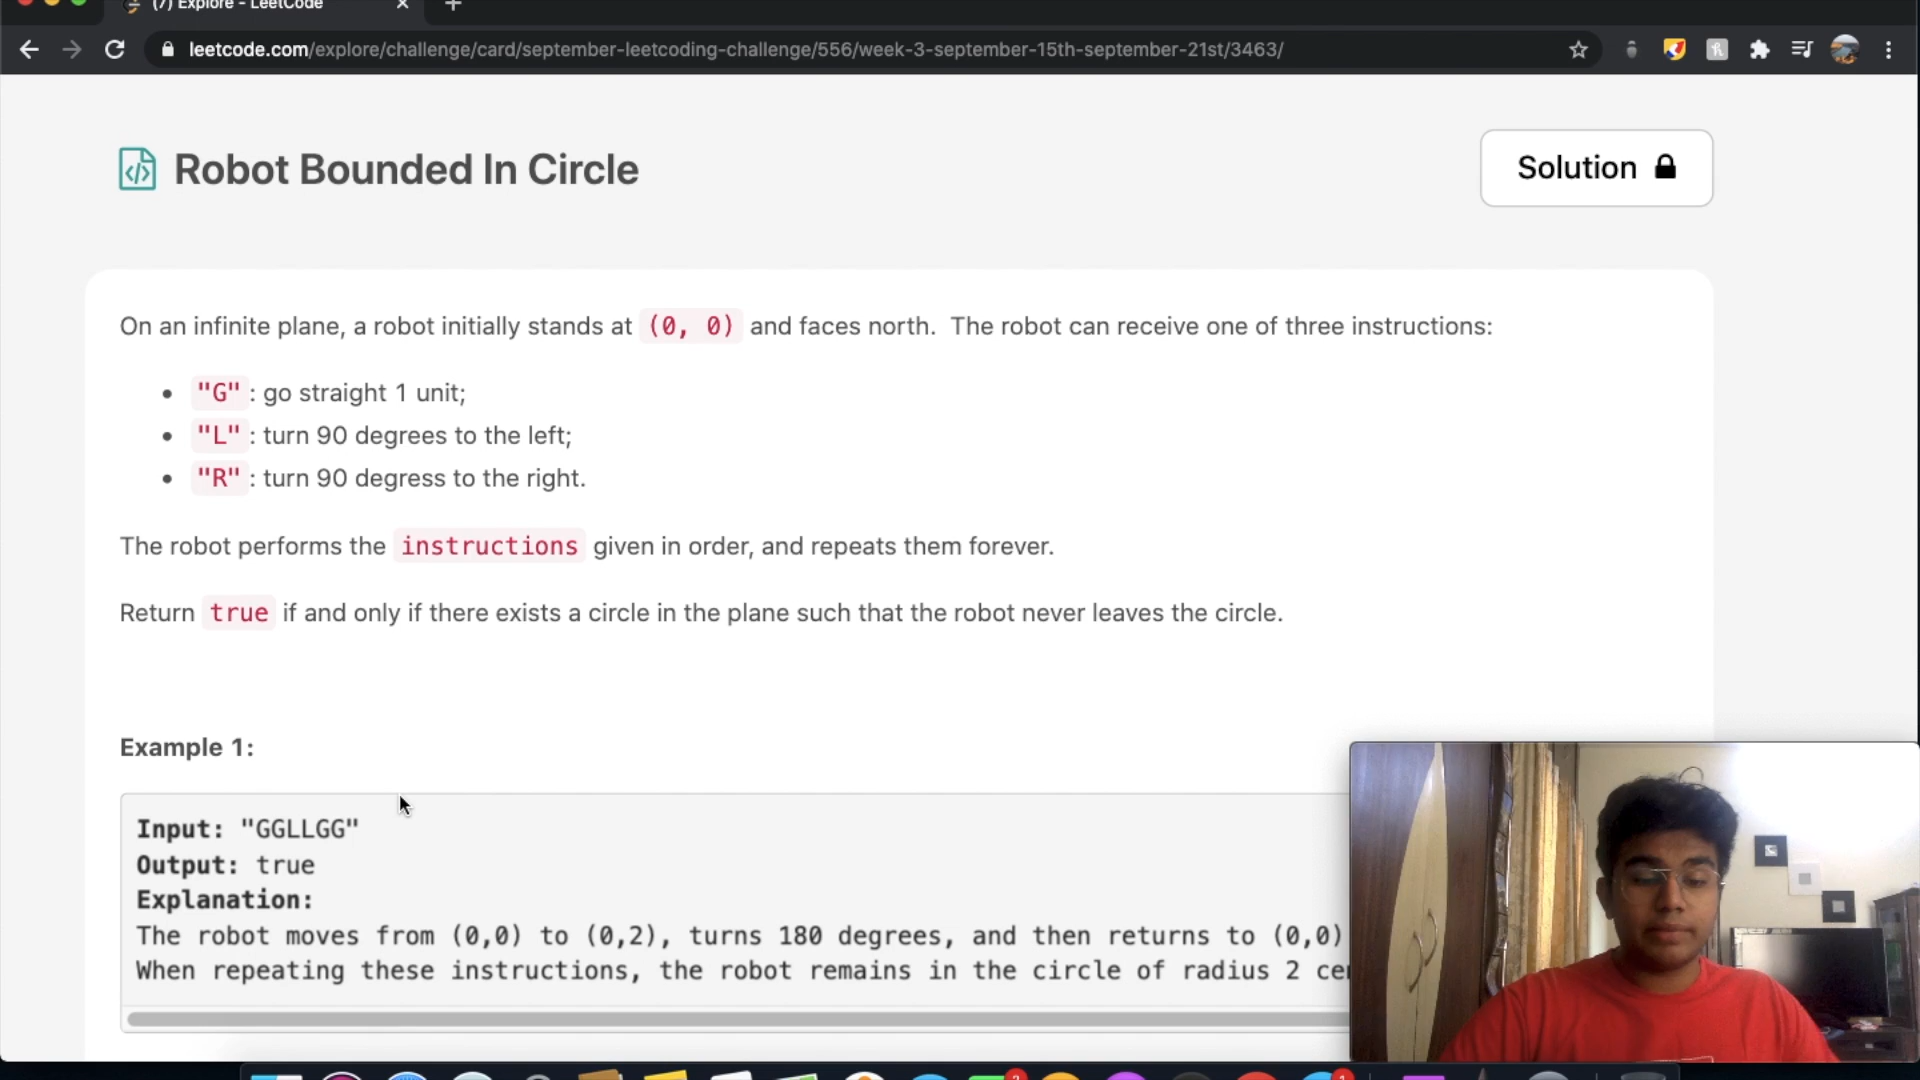 (7) Explore - LeetCode
leetcode.com/explore/challenge/card/september-leetcoding-challenge/556/week-3-september-15th-september-21st/3463/
Robot Bounded In Circle
Solution
On an infinite plane, a robot initially stands at (0, 0) and faces north. The robot can receive one of three instructions:
• "G": go straight 1 unit;
• "L": turn 90 degrees to the left;
• "R": turn 90 degress to the right.
The robot performs the instructions given in order, and repeats them forever.
Return true if and only if there exists a circle in the plane such that the robot never leaves the circle.
Example 1:
Input: "GGLLGG"
Output: true
Explanation:
The robot moves from (0,0) to (0,2), turns 180 degrees, and then returns to (0,0)
When repeating these instructions, the robot remains in the circle of radius 2